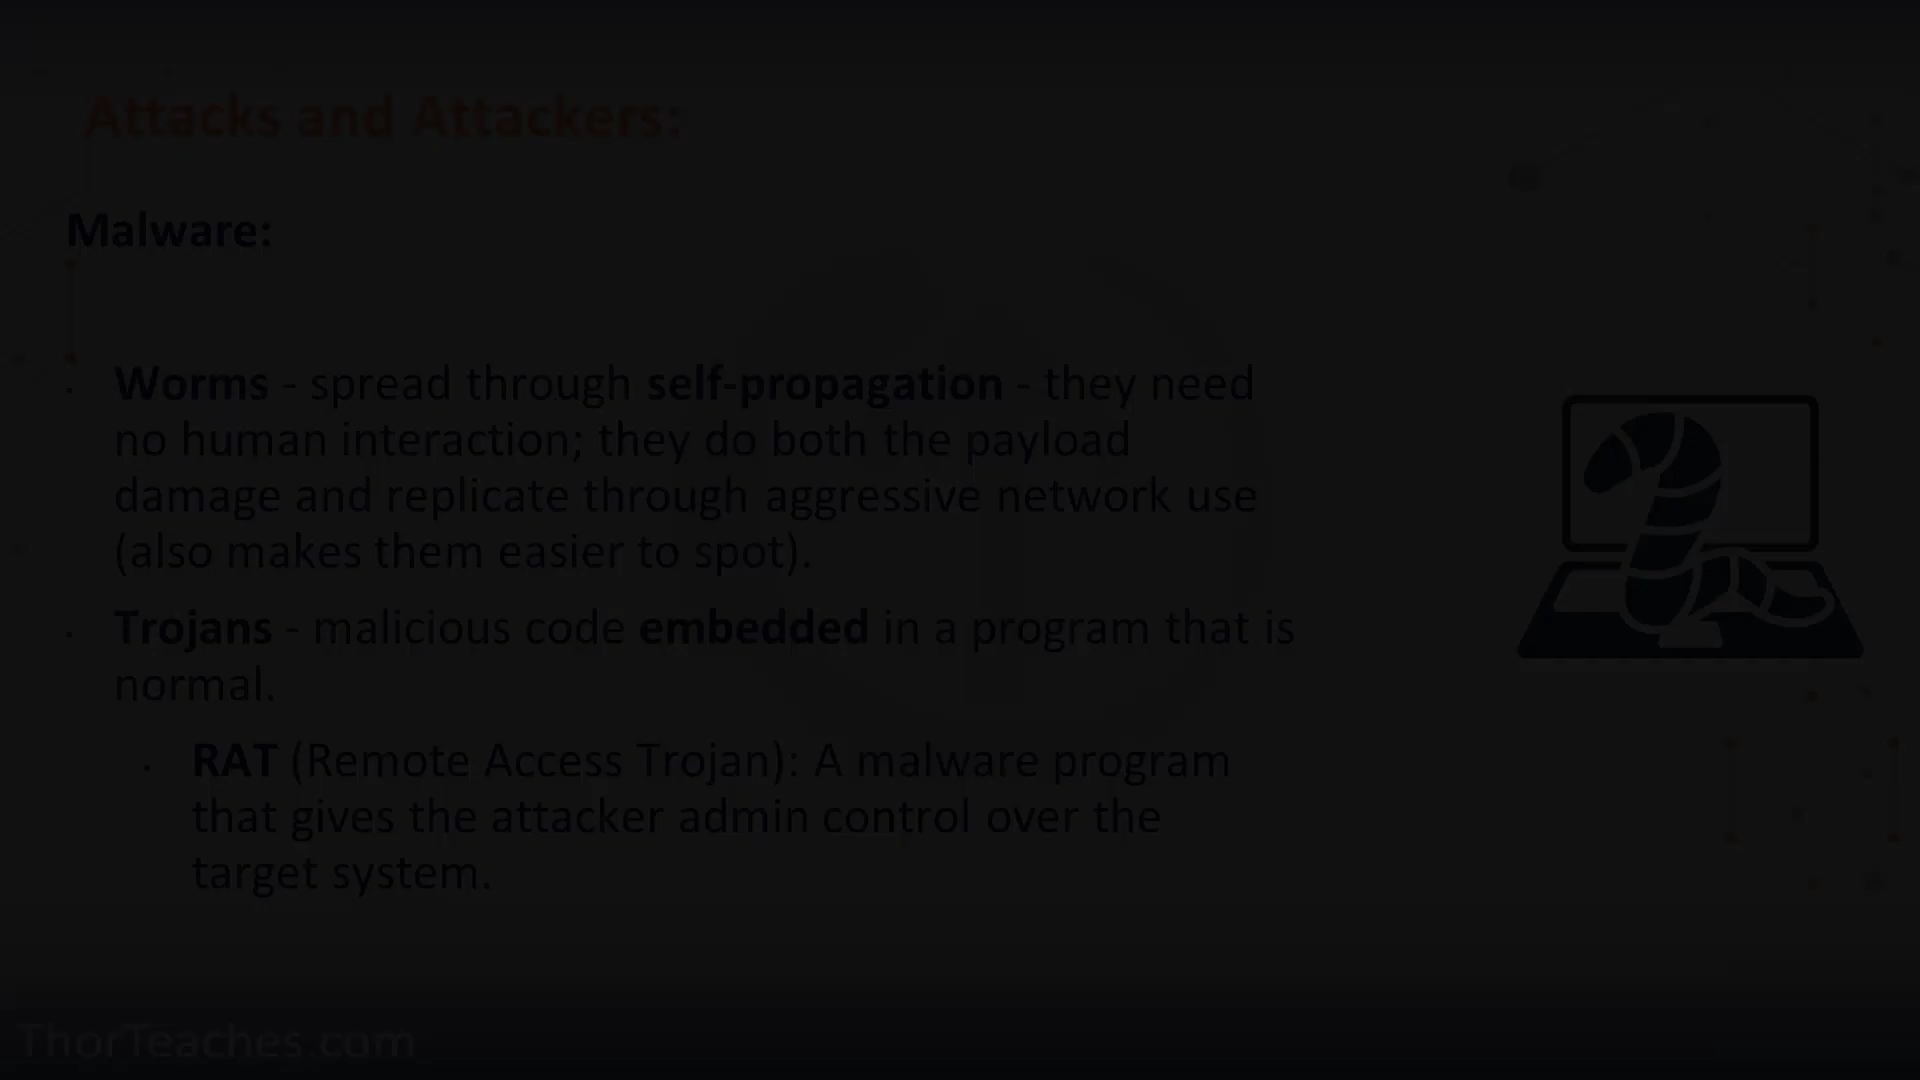 Attacks and Attackers:
Malware:
• Worms - spread through self-propagation - they need
no human interaction; they do both the payload
damage and replicate through aggressive network use
(also makes them easier to spot).
• Trojans - malicious code embedded in a program that is
normal.
• RAT (Remote Access Trojan): A malware program
that gives the attacker admin control over the
target system.
ThorTeaches.com